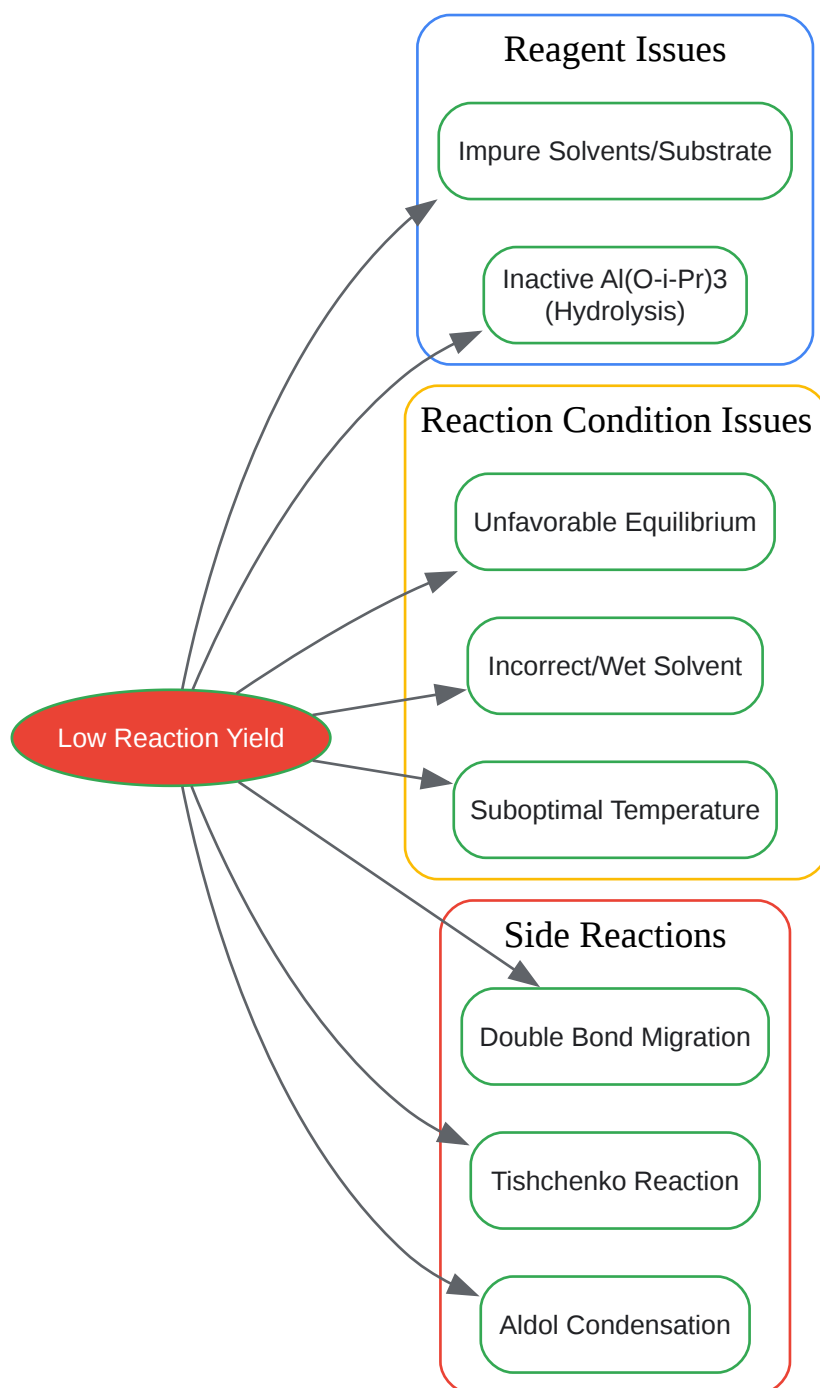 Reagent Issues
Impure Solvents/Substrate
Inactive Al(O-i-Pr)3
(Hydrolysis)
Reaction Condition Issues
Unfavorable Equilibrium
Incorrect/Wet Solvent
Low Reaction Yield
Suboptimal Temperature
Side Reactions
Double Bond Migration
Tishchenko Reaction
Aldol Condensation